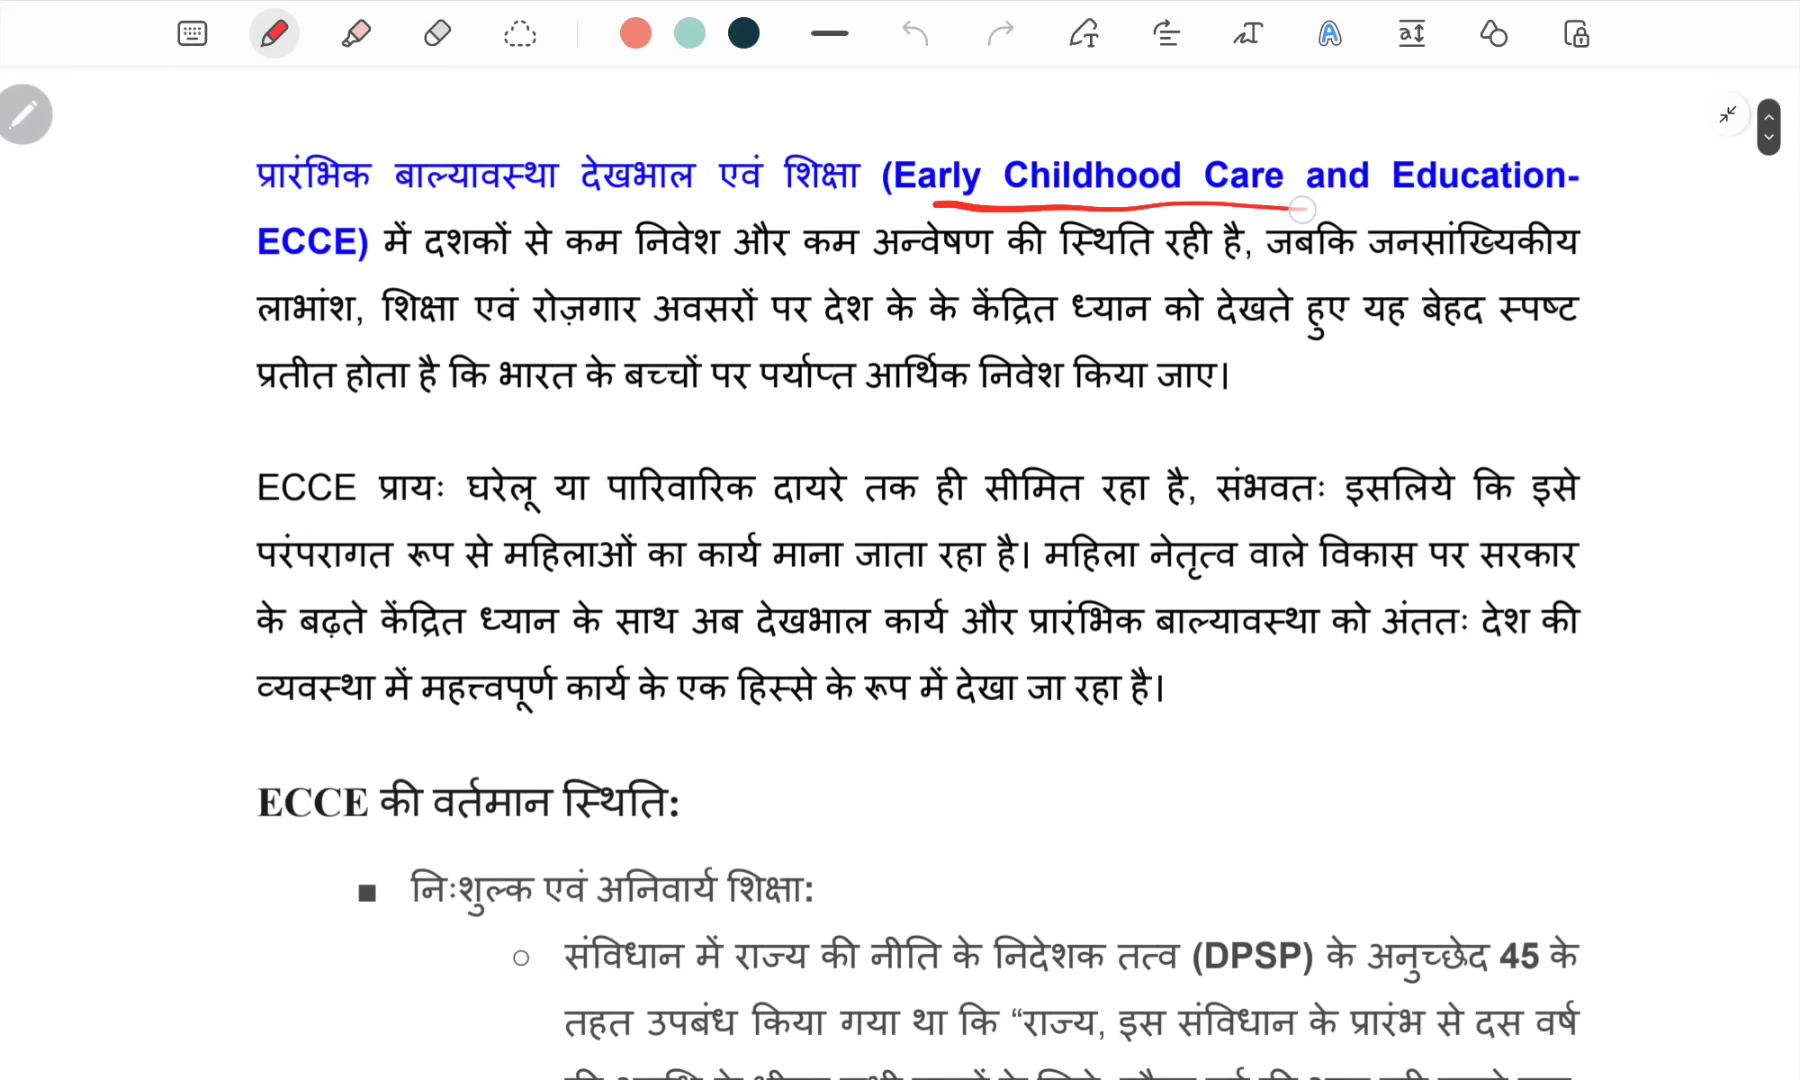 प्रारंभिक बाल्यावस्था देखभाल एवं शिक्षा (Early Childhood Care and Education-
ECCE) में दशकों से कम निवेश और कम अन्वेषण की स्थिति रही है, जबकि जनसांख्यिकीय
लाभांश, शिक्षा एवं रोज़गार अवसरों पर देश के के केंद्रित ध्यान को देखते हुए यह बेहद स्पष्ट
प्रतीत होता है कि भारत के बच्चों पर पर्याप्त आर्थिक निवेश किया जाए।
ECCE प्रायः घरेलू या पारिवारिक दायरे तक ही सीमित रहा है, संभवतः इसलिये कि इसे
परंपरागत रूप से महिलाओं का कार्य माना जाता रहा है। महिला नेतृत्व वाले विकास पर सरकार
के बढ़ते केंद्रित ध्यान के साथ अब देखभाल कार्य और प्रारंभिक बाल्यावस्था को अंततः देश की
व्यवस्था में महत्त्वपूर्ण कार्य के एक हिस्से के रूप में देखा जा रहा है।
ECCE की वर्तमान स्थिति:
■ निःशुल्क एवं अनिवार्य शिक्षा:
○ संविधान में राज्य की नीति के निदेशक तत्व (DPSP) के अनुच्छेद 45 के
तहत उपबंध किया गया था कि “राज्य, इस संविधान के प्रारंभ से दस वर्ष